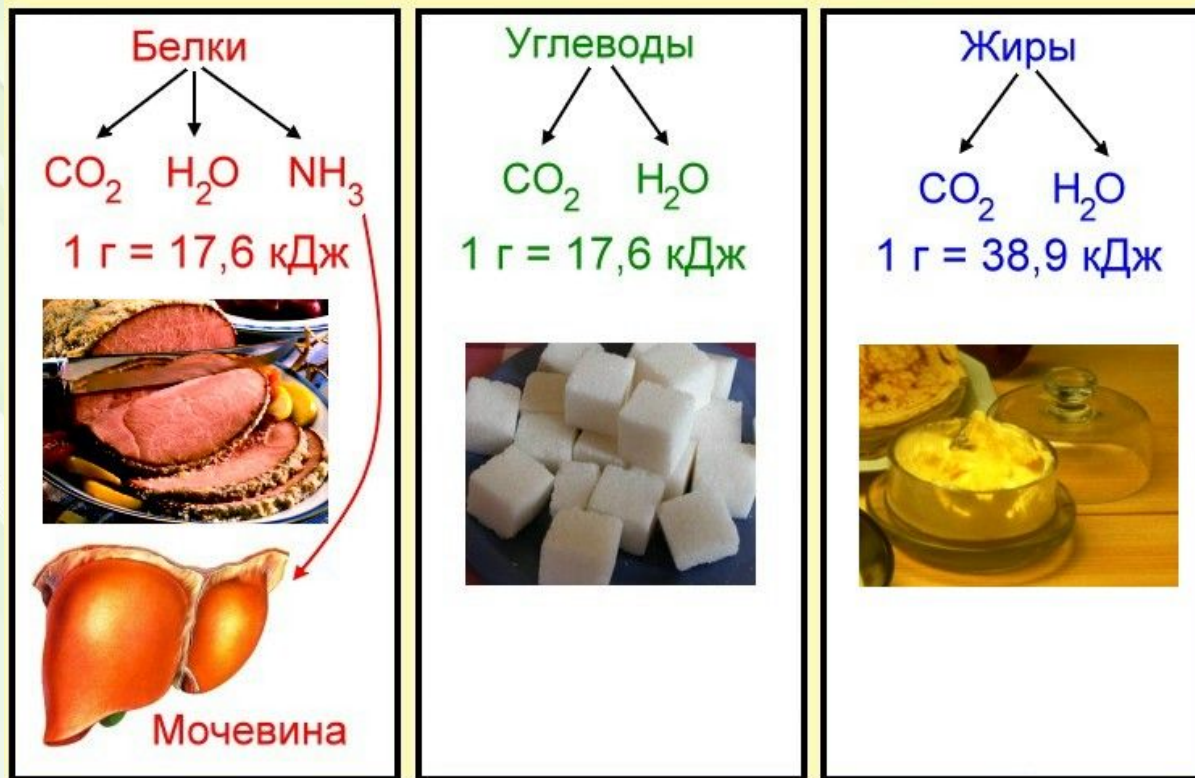 Белки
CO₂ H₂O NH₃
1 г = 17,6 кДж
Мочевина
Углеводы
CO₂ H₂O
1 г = 17,6 кДж
Жиры
CO₂ H₂O
1 г = 38,9 кДж